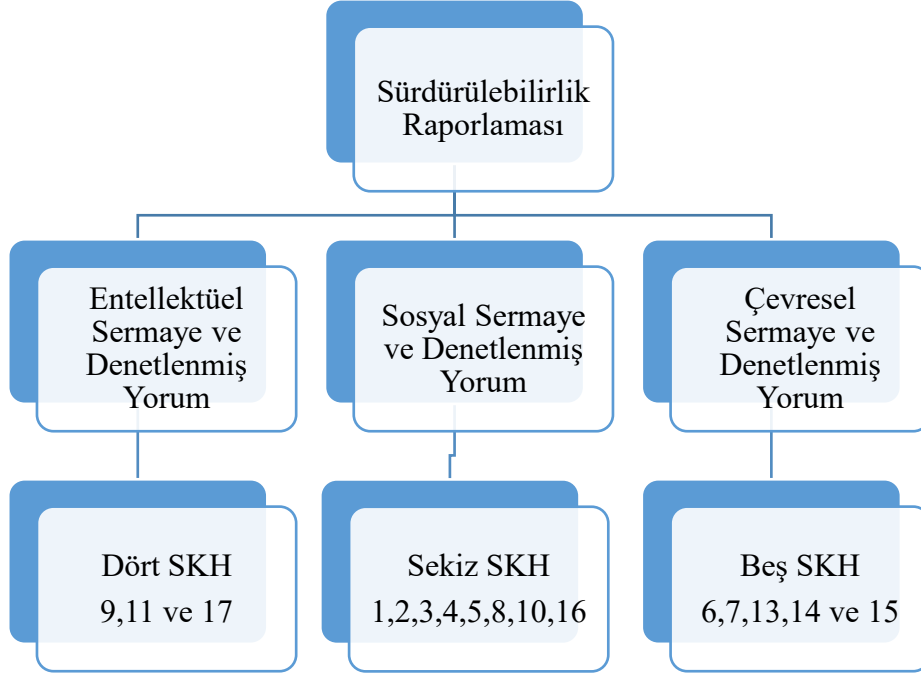 Sürdürülebilirlik
Raporlaması
Entellektüel
Sermaye ve
Denetlenmiş
Yorum
Sosyal Sermaye
ve Denetlenmiş
Yorum
Çevresel
Sermaye ve
Denetlenmiş
Yorum
Dört SKH
9,11 ve 17
Sekiz SKH
1,2,3,4,5,8,10,16
Beş SKH
6,7,13,14 ve 15